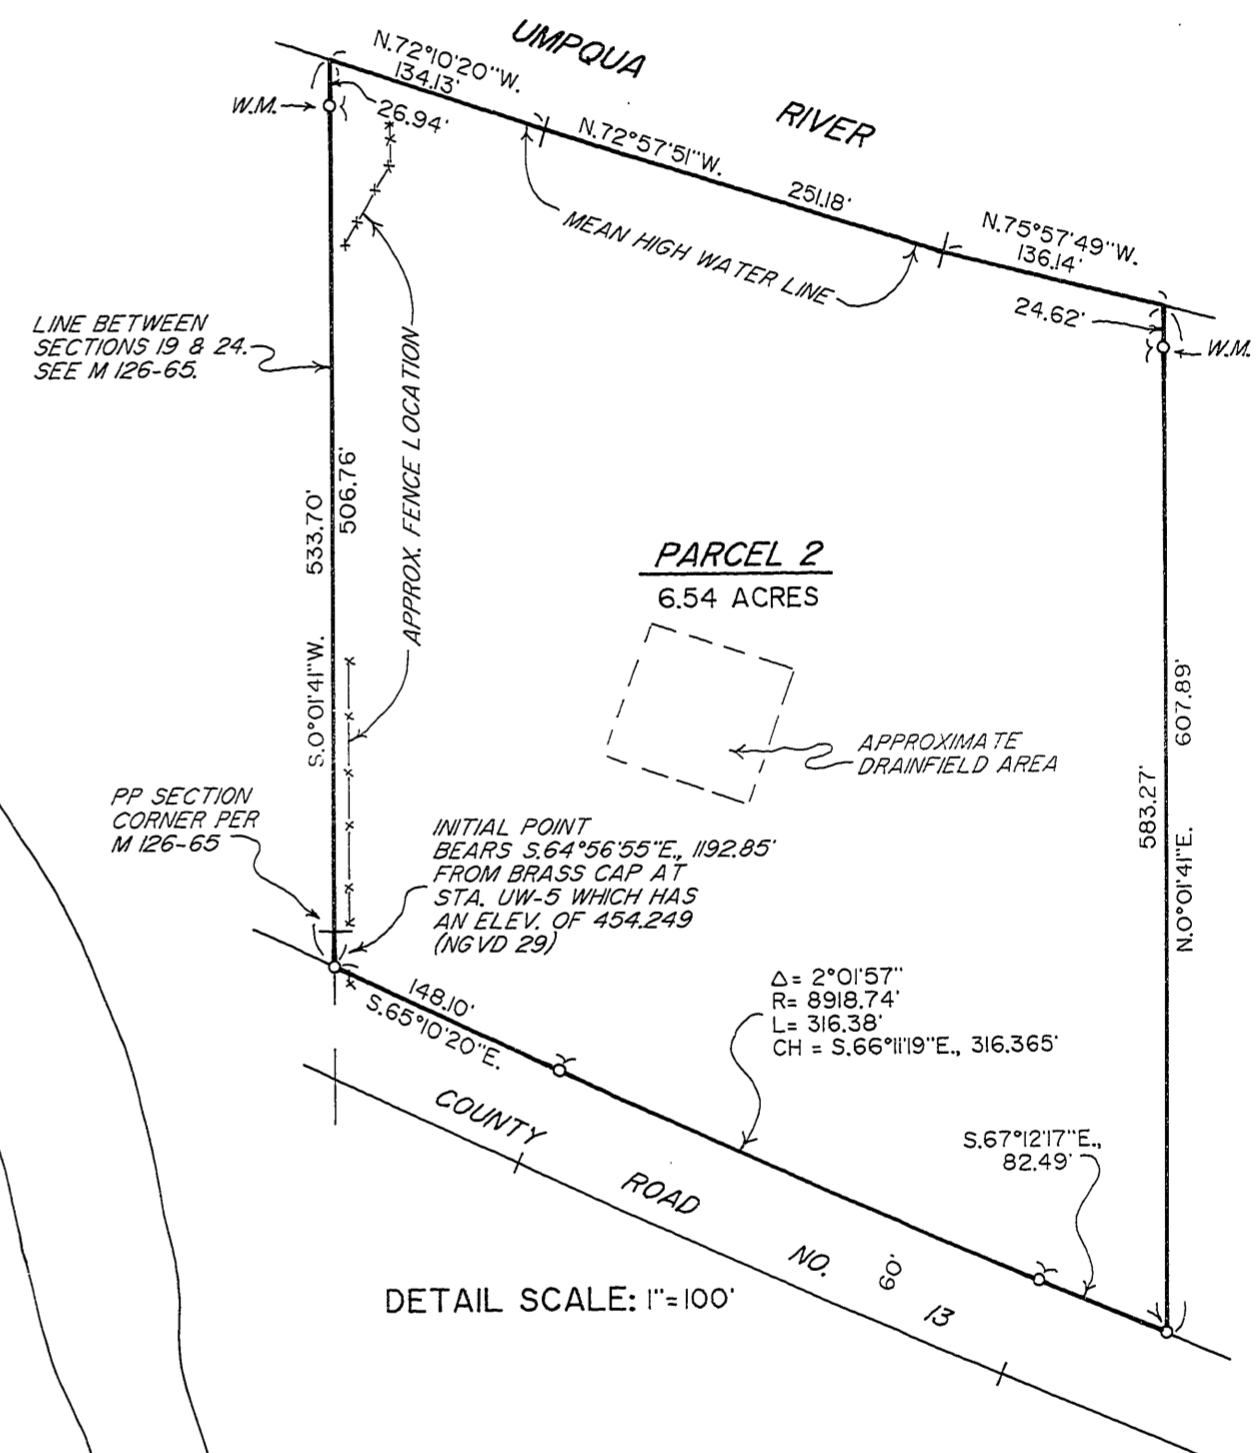 UMPQUA
RIVER
N.72°10'20"W.
134.13'
W.M.
26.94'
N.72°57'51"W.
251.18'
N.75°57'49"W.
136.14'
MEAN HIGH WATER LINE
24.62'
W.M.
LINE BETWEEN
SECTIONS 19 & 24.
SEE M 126-65.
APPROX. FENCE LOCATION
533.70'
506.76'
S.0°01'41"W.
PARCEL 2
6.54 ACRES
APPROXIMATE
DRAINFIELD AREA
607.89'
583.27'
N.0°01'41"E.
PP SECTION
CORNER PER
M 126-65
INITIAL POINT
BEARS S.64°56'55"E., 1192.85'
FROM BRASS CAP AT
STA. UW-5 WHICH HAS
AN ELEV. OF 454.249
(NGVD 29)
148.10'
S.65°10'20"E.
Δ= 2°01'57"
R= 8918.74'
L= 316.38'
CH = S.66°11'19"E., 316.365'
S.67°12'17"E.,
82.49'
COUNTY ROAD NO. 13
60'
DETAIL SCALE: 1"=100'